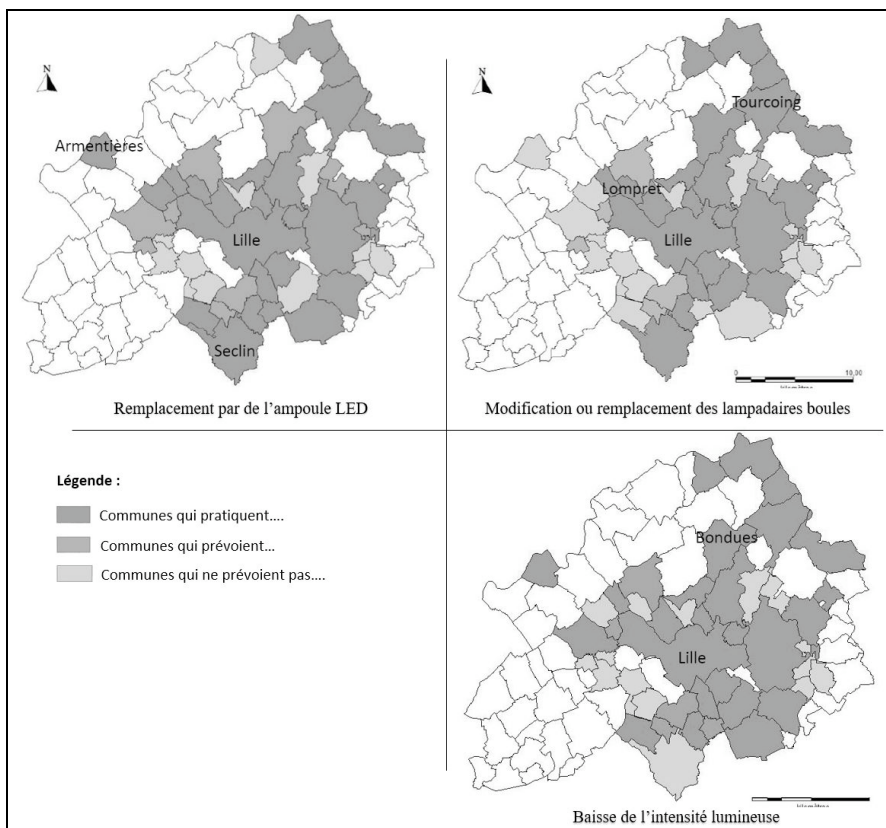 N
Armentières
Lille
Seclin
Remplacement par de l'ampoule LED
N
Tourcoing
Lompret
Lille
0
10,00
Modification ou remplacement des lampadaires boules
Légende :
Communes qui pratiquent....
Communes qui prévoient...
Communes qui ne prévoient pas....
Bondues
Lille
Baisse de l'intensité lumineuse